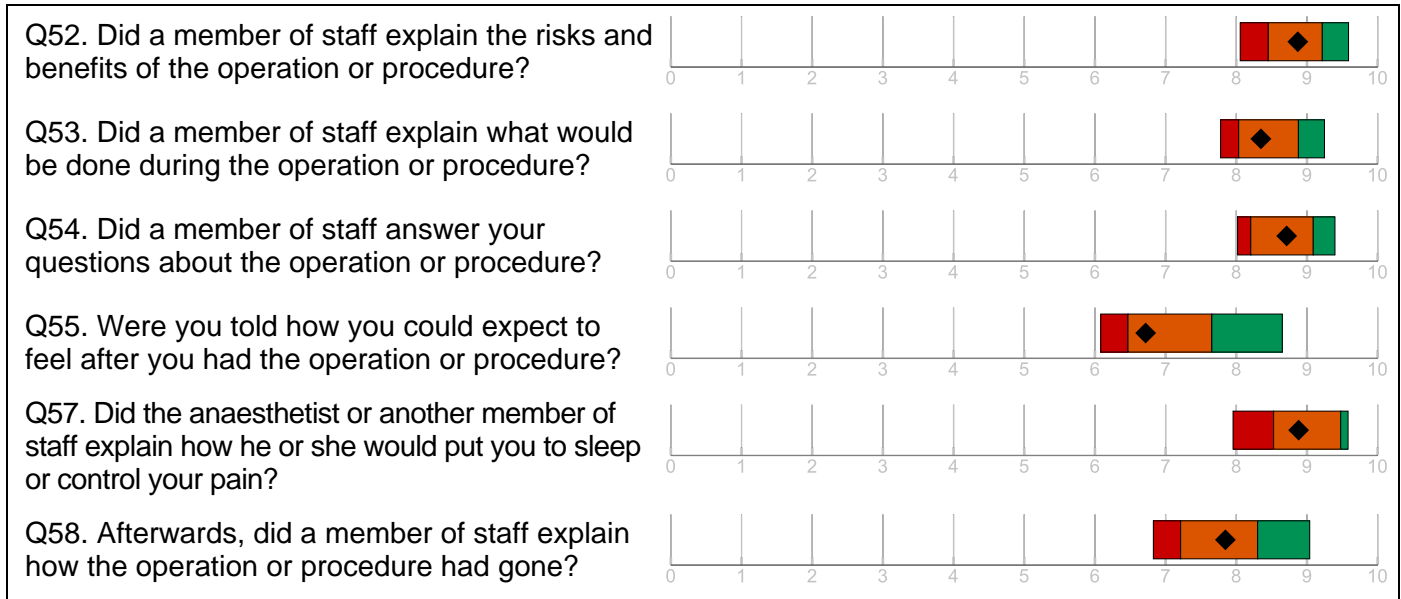 Q52. Did a member of staff explain the risks and
benefits of the operation or procedure?
0 1 2 3 4 5 6 7 8 9 10
Q53. Did a member of staff explain what would
be done during the operation or procedure?
0 1 2 3 4 5 6 7 8 9 10
Q54. Did a member of staff answer your
questions about the operation or procedure?
0 1 2 3 4 5 6 7 8 9 10
Q55. Were you told how you could expect to
feel after you had the operation or procedure?
0 1 2 3 4 5 6 7 8 9 10
Q57. Did the anaesthetist or another member of
staff explain how he or she would put you to sleep
or control your pain?
0 1 2 3 4 5 6 7 8 9 10
Q58. Afterwards, did a member of staff explain
how the operation or procedure had gone?
0 1 2 3 4 5 6 7 8 9 10